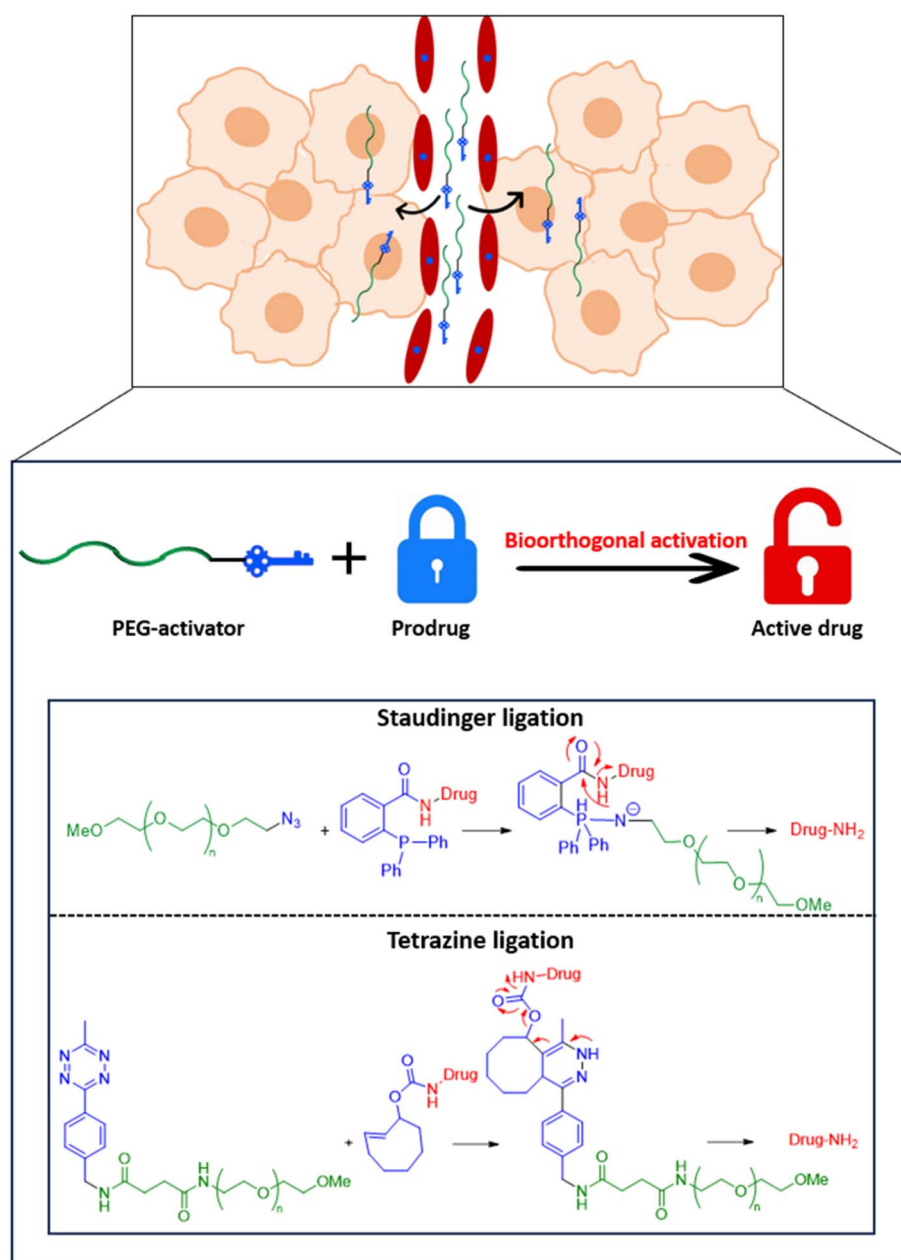 Bioorthogonal activation
PEG-activator
Prodrug
Active drug
Staudinger ligation
MeO
O
n
O
N3
+
O
N
H
Drug
P
Ph
Ph
O
N
H
Drug
H
P
N
Ph
Ph
O
O
n
OMe
Drug-NH2
Tetrazine ligation
N
N
N
N
N
H
O
O
H
N
O
n
OMe
+
O
O
N
H
Drug
HN-Drug
O
O
NH
N
N
H
O
O
H
N
O
n
OMe
Drug-NH2